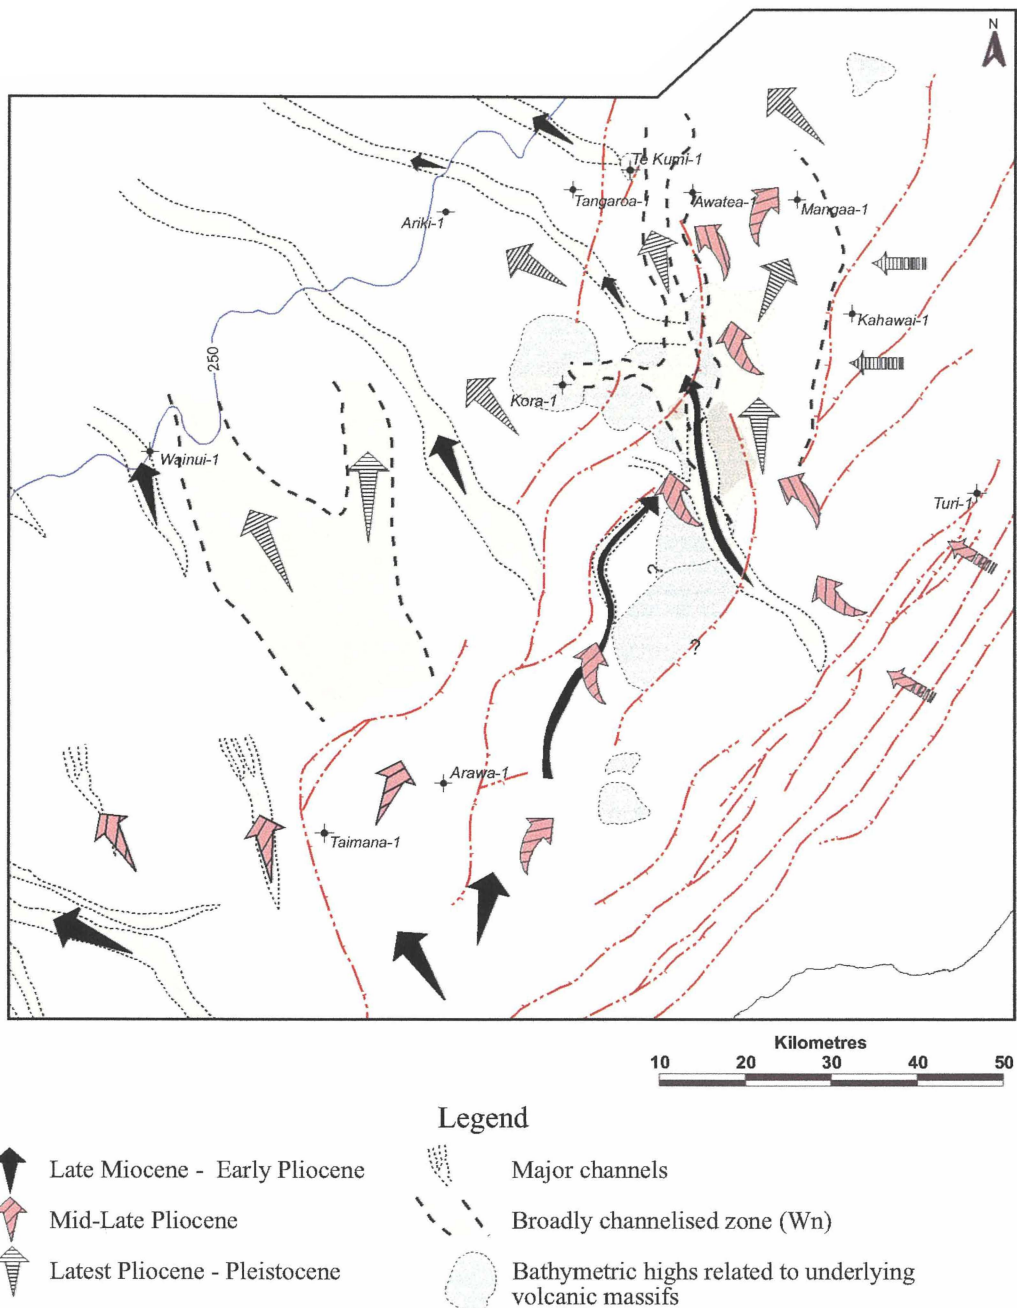 N
Te Kumi-1
Tangaroa-1
Awatea-1
Mangaa-1
Ariki-1
Kahawai-1
250
Kora-1
Wainui-1
Turi-1
?
?
Arawa-1
Taimana-1
Kilometres
10 20 30 40 50
Legend
Late Miocene - Early Pliocene
Major channels
Mid-Late Pliocene
Broadly channelised zone (Wn)
Latest Pliocene - Pleistocene
Bathymetric highs related to underlying
volcanic massifs